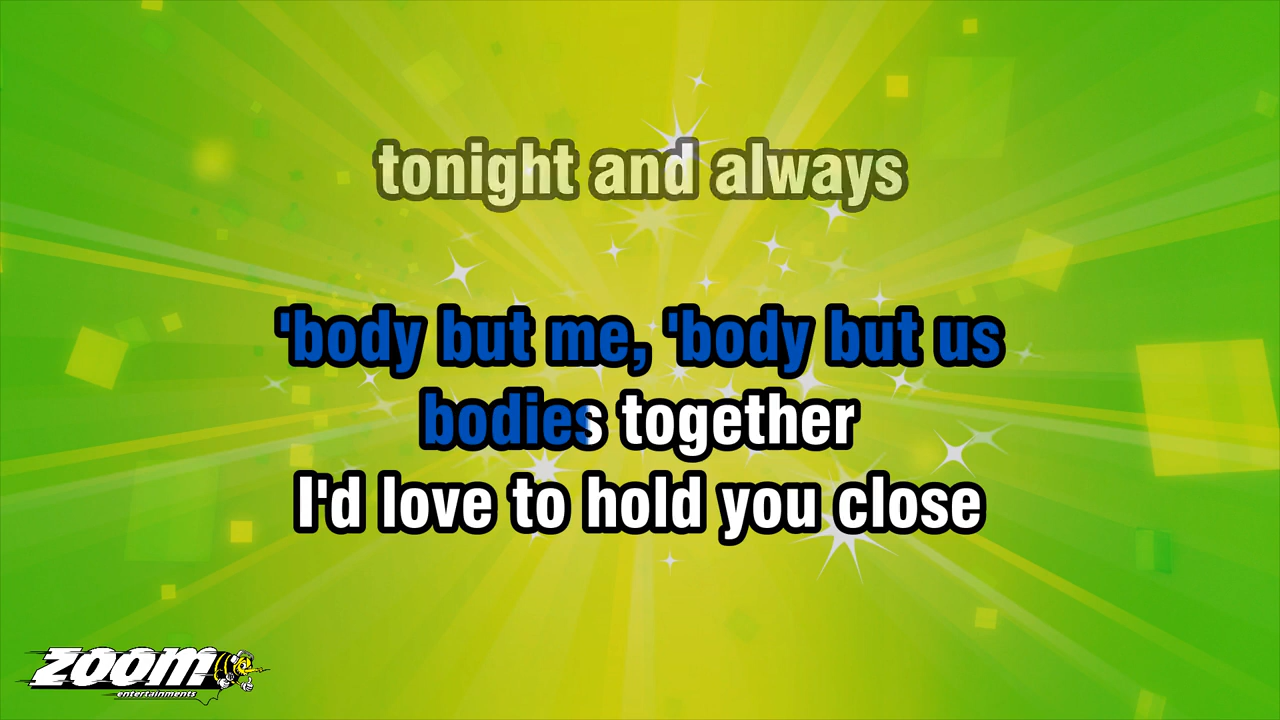 tonight and always
'body but me, 'body but us
bodies together
I'd love to hold you close
ZOOM
entertainments